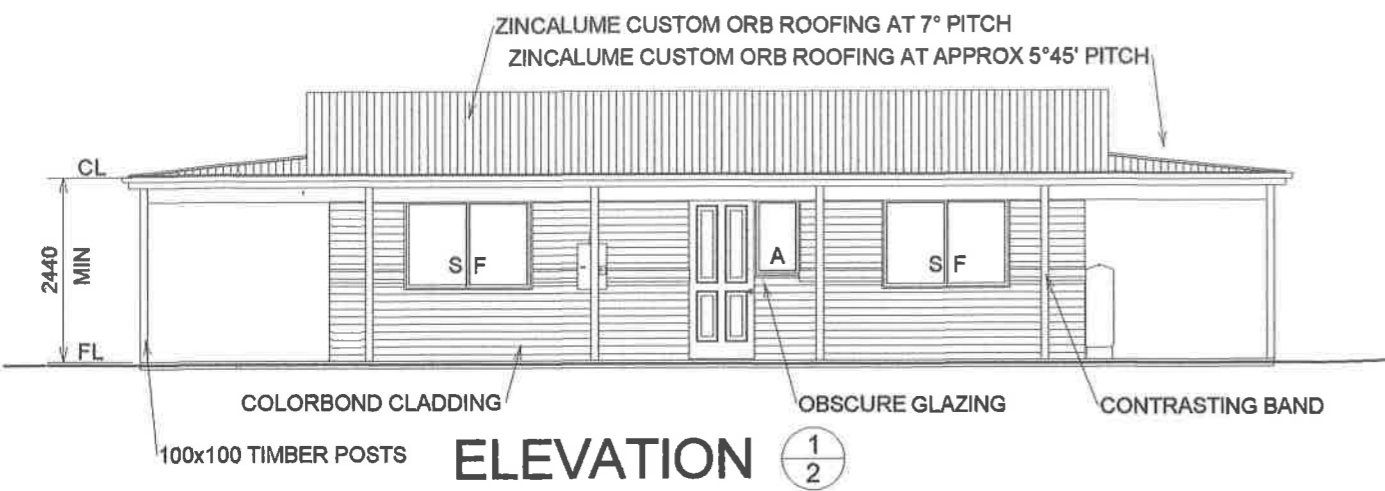 ZINCALUME CUSTOM ORB ROOFING AT 7° PITCH
ZINCALUME CUSTOM ORB ROOFING AT APPROX 5°45' PITCH
CL
2440
MIN
S F
A
S F
FL
COLORBOND CLADDING
OBSCURE GLAZING
CONTRASTING BAND
100x100 TIMBER POSTS
ELEVATION
1
2